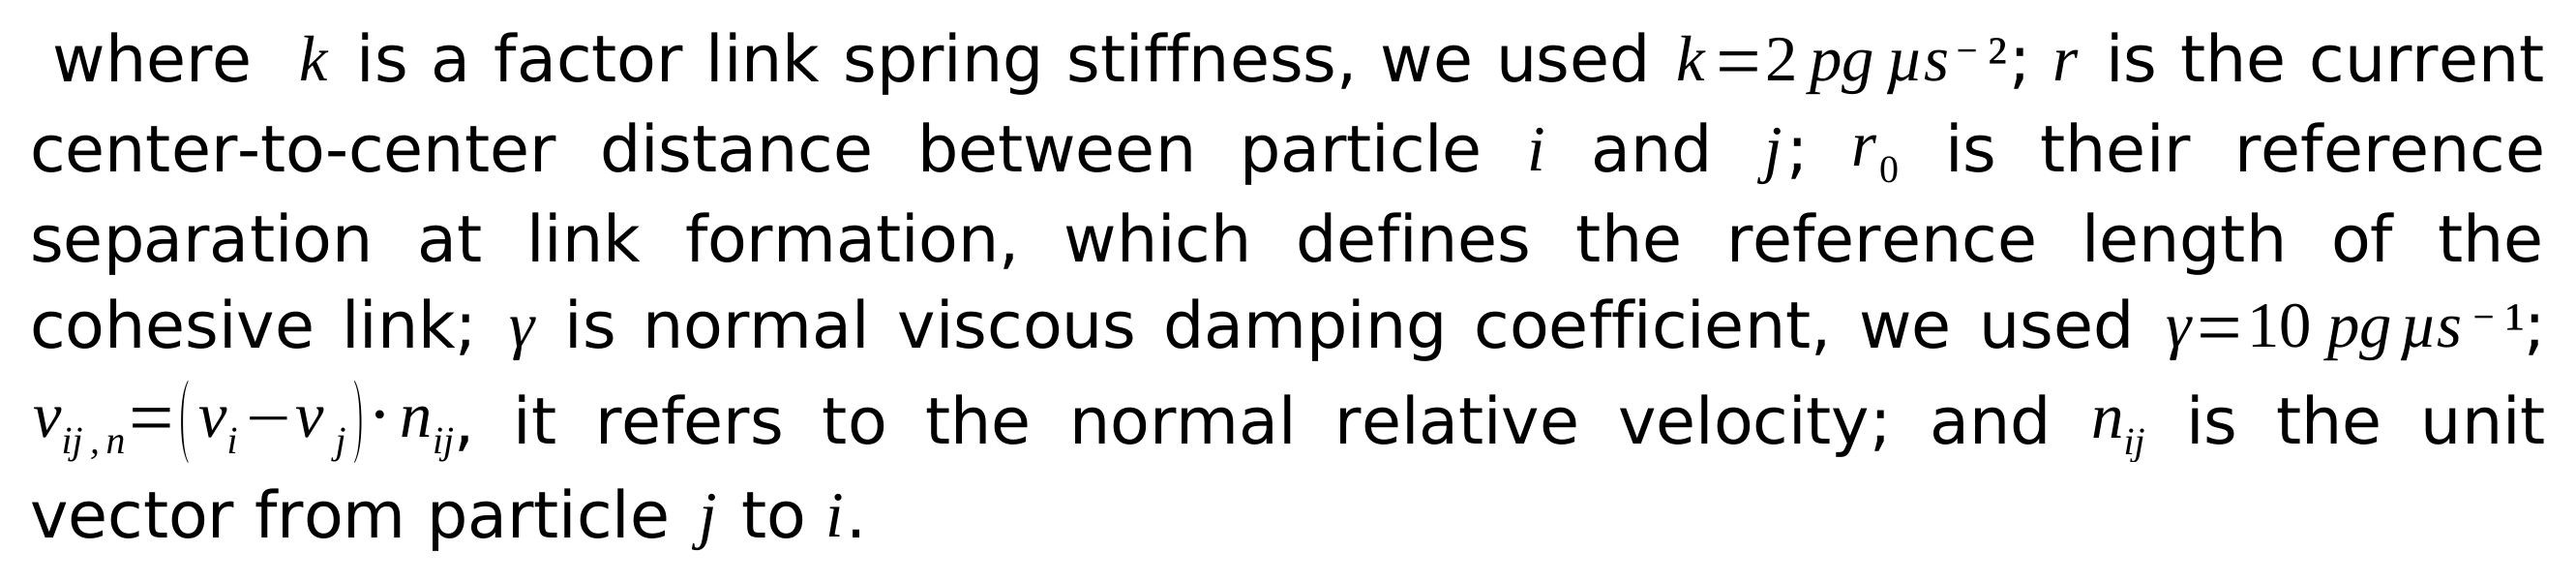 where k is a factor link spring stiffness, we used k=2 pg µs⁻²; r is the current
center-to-center distance between particle i and j; r₀ is their reference
separation at link formation, which defines the reference length of the
cohesive link; γ is normal viscous damping coefficient, we used γ=10 pg µs⁻¹;
v_{ij,n}=(v_i−v_j)·n_{ij}, it refers to the normal relative velocity; and n_{ij} is the unit
vector from particle j to i.